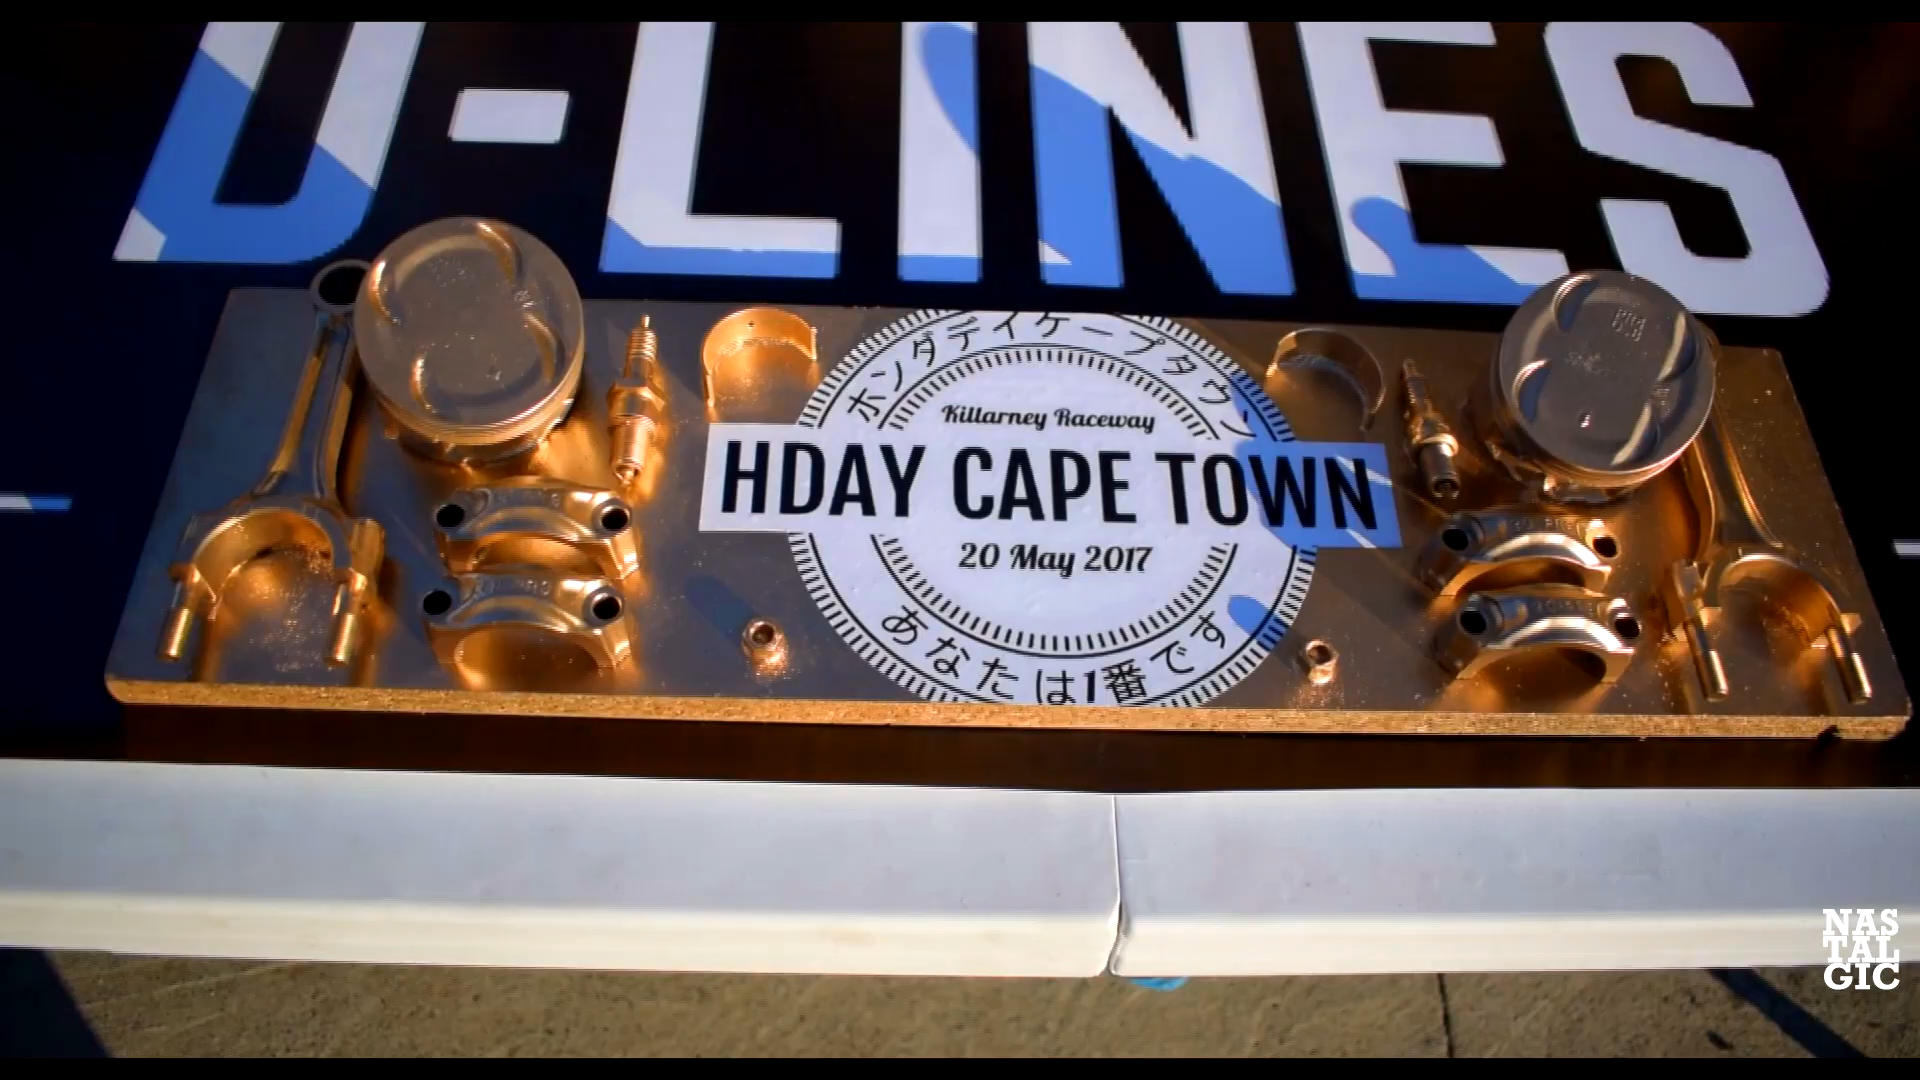 D-LINES
ホンダデイケープタウン
Killarney Raceway
HDAY CAPE TOWN
20 May 2017
あなたは1番です
NAS
TAL
GIC